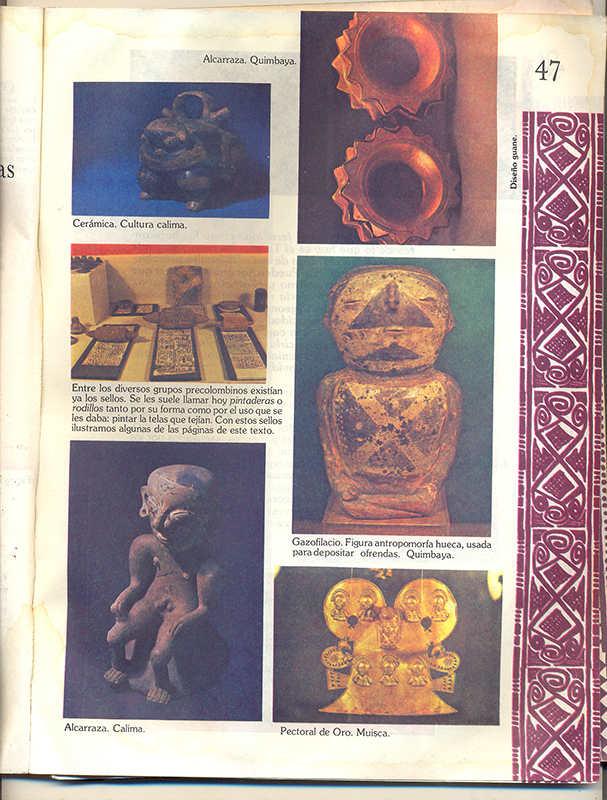 47
Alcarraza. Quimbaya.
Diseño guane.
Cerámica. Cultura calima.
Entre los diversos grupos precolombinos existían
ya los sellos. Se les suele llamar hoy pintaderas o
rodillos tanto por su forma como por el uso que se
les daba: pintar la telas que tejían. Con estos sellos
ilustramos algunas de las páginas de este texto.
Gazofilacio. Figura antropomorfa hueca, usada
para depositar ofrendas. Quimbaya.
Alcarraza. Calima.
Pectoral de Oro. Muisca.
as